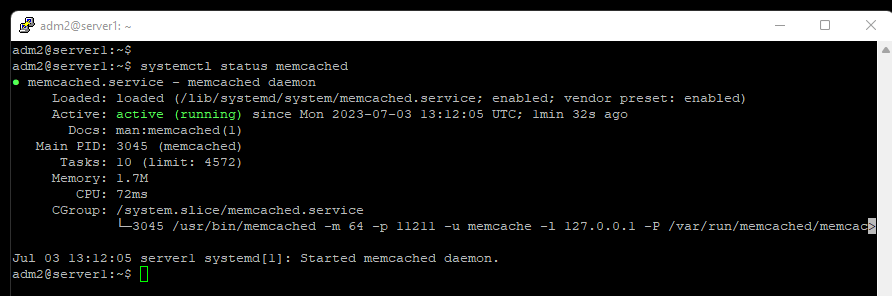 adm2@server1: ~
adm2@server1:~$
adm2@server1:~$ systemctl status memcached
● memcached.service - memcached daemon
     Loaded: loaded (/lib/systemd/system/memcached.service; enabled; vendor preset: enabled)
     Active: active (running) since Mon 2023-07-03 13:12:05 UTC; 1min 32s ago
       Docs: man:memcached(1)
   Main PID: 3045 (memcached)
      Tasks: 10 (limit: 4572)
     Memory: 1.7M
        CPU: 72ms
     CGroup: /system.slice/memcached.service
             └─3045 /usr/bin/memcached -m 64 -p 11211 -u memcache -l 127.0.0.1 -P /var/run/memcached/memcac>
Jul 03 13:12:05 server1 systemd[1]: Started memcached daemon.
adm2@server1:~$